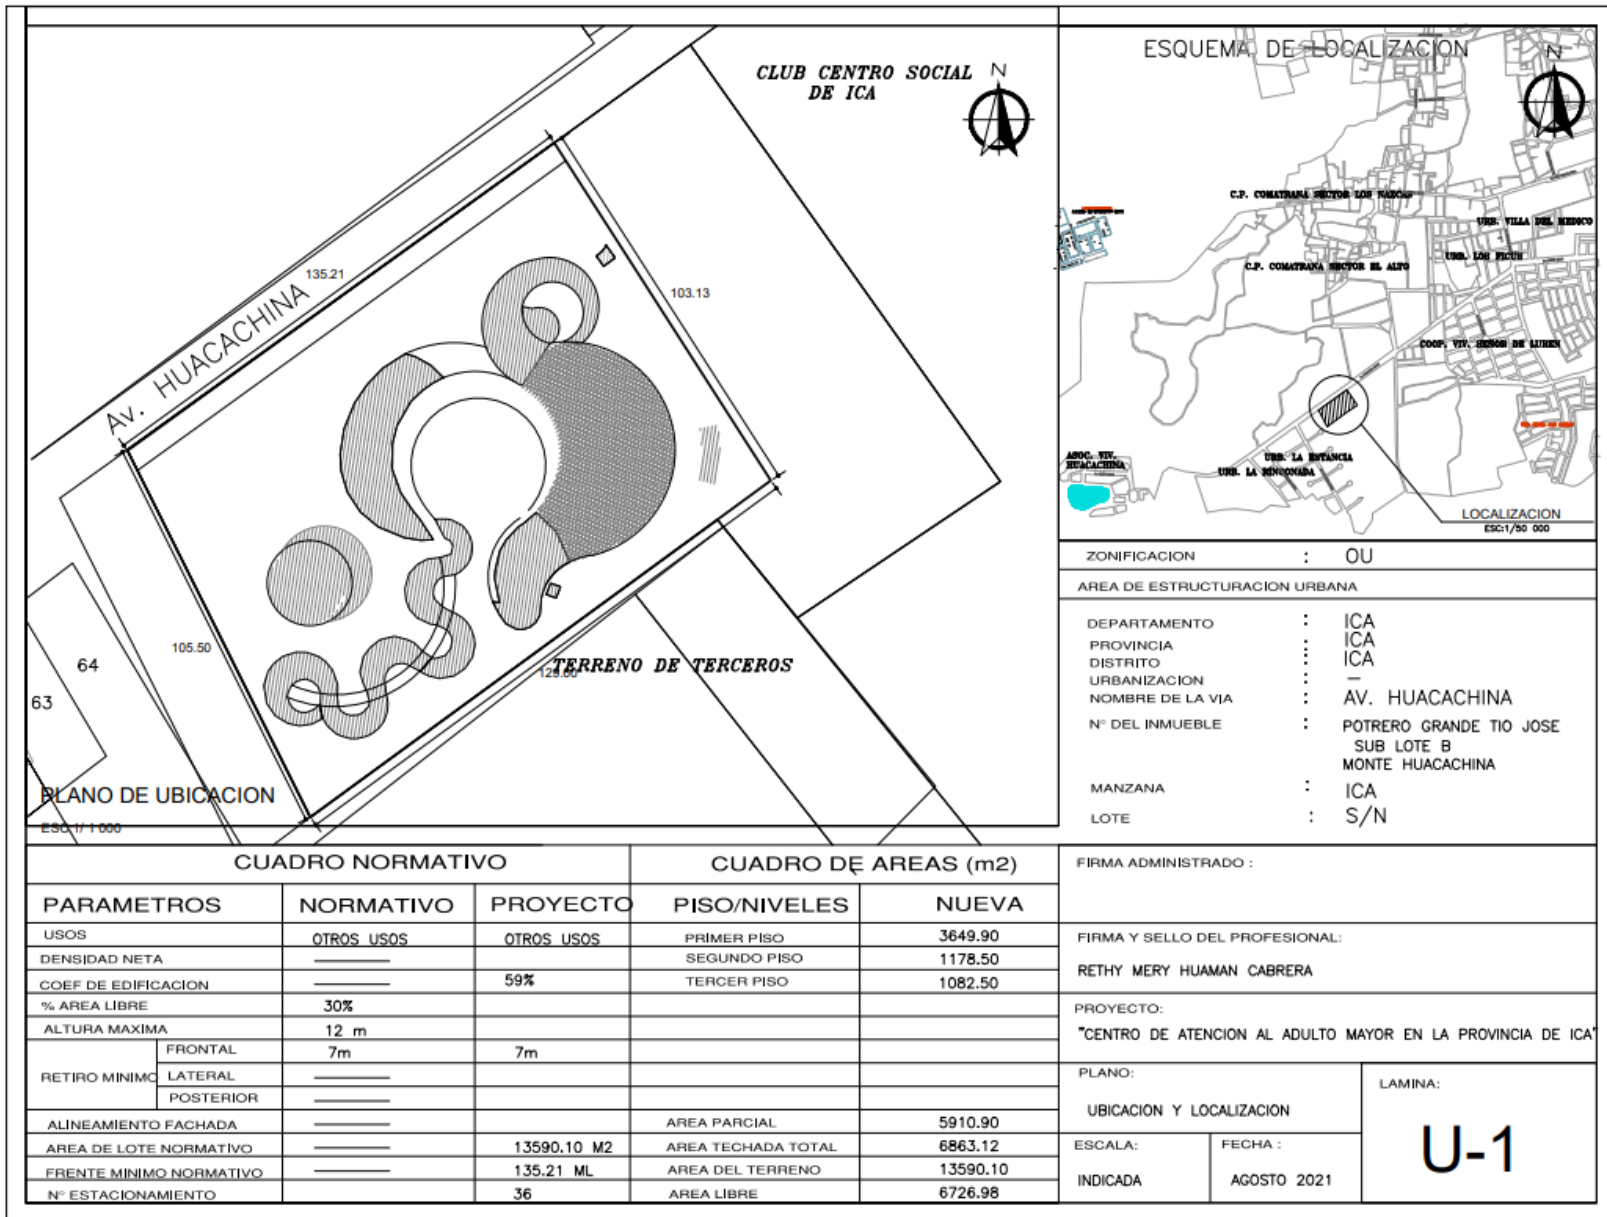 CLUB CENTRO SOCIAL
DE ICA
N
135.21
103.13
AV. HUACACHINA
105.50
TERRENO DE TERCEROS
64
63
PLANO DE UBICACION
ESC:1/ 1 000
ESQUEMA DE LOCALIZACION
N
C.P. COMATRANA SECTOR LOS NAZCAS
URB. VILLA DEL MEDICO
URB. LOS FICUS
C.P. COMATRANA SECTOR EL ALTO
COOP. VIV. SEÑOR DE LUREN
ASOC. VIV.
HUACACHINA
URB. LA ESTANCIA
URB. LA RINCONADA
LOCALIZACION
ESC:1/50 000
ZONIFICACION : OU
AREA DE ESTRUCTURACION URBANA
DEPARTAMENTO : ICA
PROVINCIA : ICA
DISTRITO : ICA
URBANIZACION : —
NOMBRE DE LA VIA : AV. HUACACHINA
N° DEL INMUEBLE : POTRERO GRANDE TIO JOSE
SUB LOTE B
MONTE HUACACHINA
MANZANA : ICA
LOTE : S/N
CUADRO NORMATIVO
PARAMETROS NORMATIVO PROYECTO
USOS OTROS USOS OTROS USOS
DENSIDAD NETA
COEF DE EDIFICACION 59%
% AREA LIBRE 30%
ALTURA MAXIMA 12 m
RETIRO MINIMO
FRONTAL 7m 7m
LATERAL
POSTERIOR
ALINEAMIENTO FACHADA
AREA DE LOTE NORMATIVO 13590.10 M2
FRENTE MINIMO NORMATIVO 135.21 ML
N° ESTACIONAMIENTO 36
CUADRO DE AREAS (m2)
PISO/NIVELES NUEVA
PRIMER PISO 3649.90
SEGUNDO PISO 1178.50
TERCER PISO 1082.50
AREA PARCIAL 5910.90
AREA TECHADA TOTAL 6863.12
AREA DEL TERRENO 13590.10
AREA LIBRE 6726.98
FIRMA ADMINISTRADO :
FIRMA Y SELLO DEL PROFESIONAL:
RETHY MERY HUAMAN CABRERA
PROYECTO:
"CENTRO DE ATENCION AL ADULTO MAYOR EN LA PROVINCIA DE ICA"
PLANO:
UBICACION Y LOCALIZACION
LAMINA:
U-1
ESCALA:
INDICADA
FECHA :
AGOSTO 2021